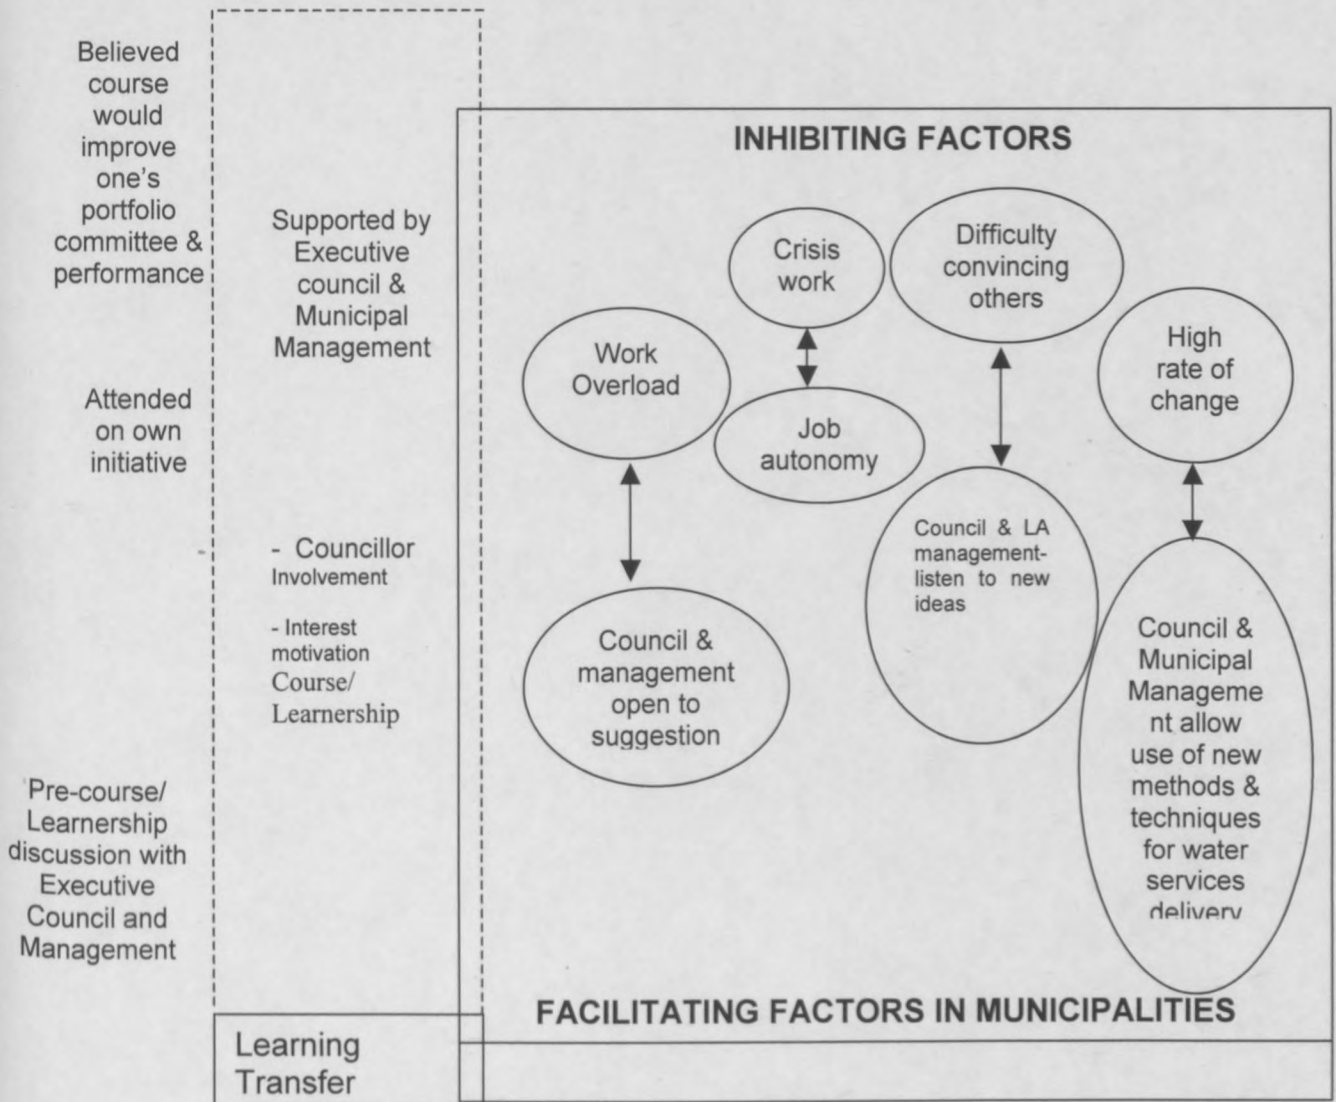 Believed
course
would
improve
one's
portfolio
committee &
performance
Attended
on own
initiative
Pre-course/
Learnership
discussion with
Executive
Council and
Management
Supported by
Executive
council &
Municipal
Management
- Councillor
Involvement
- Interest
motivation
Course/
Learnership
Learning
Transfer
INHIBITING FACTORS
Work
Overload
Crisis
work
Difficulty
convincing
others
High
rate of
change
Job
autonomy
Council &
management
open to
suggestion
Council & LA
management-
listen to new
ideas
Council &
Municipal
Manageme
nt allow
use of new
methods &
techniques
for water
services
delivery
FACILITATING FACTORS IN MUNICIPALITIES